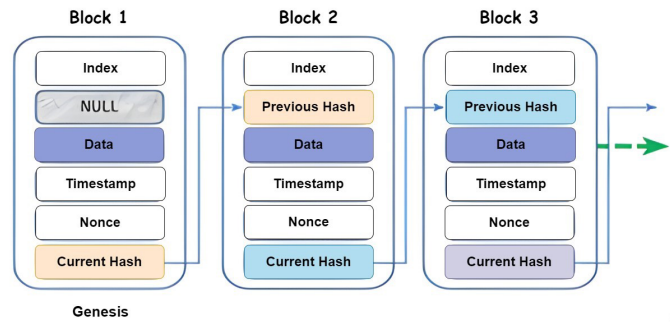 Block 1
Index
NULL
Data
Timestamp
Nonce
Current Hash
Genesis
Block 2
Index
Previous Hash
Data
Timestamp
Nonce
Current Hash
Block 3
Index
Previous Hash
Data
Timestamp
Nonce
Current Hash